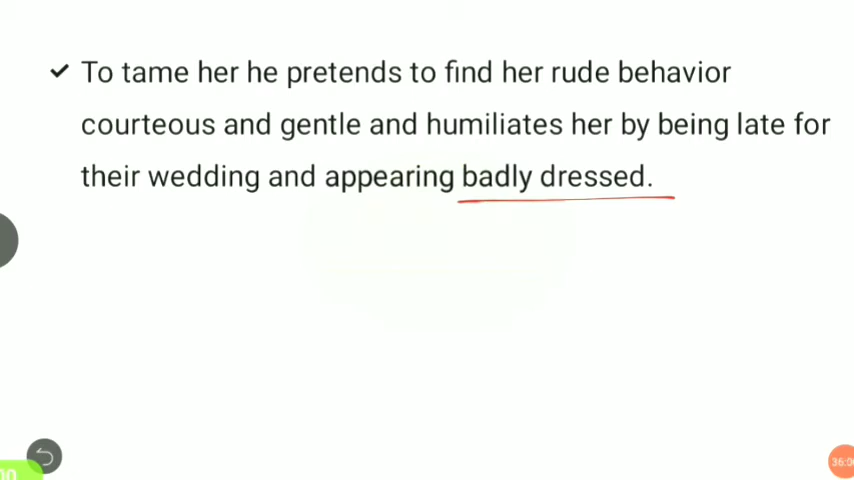 ✓ To tame her he pretends to find her rude behavior
courteous and gentle and humiliates her by being late for
their wedding and appearing badly dressed.